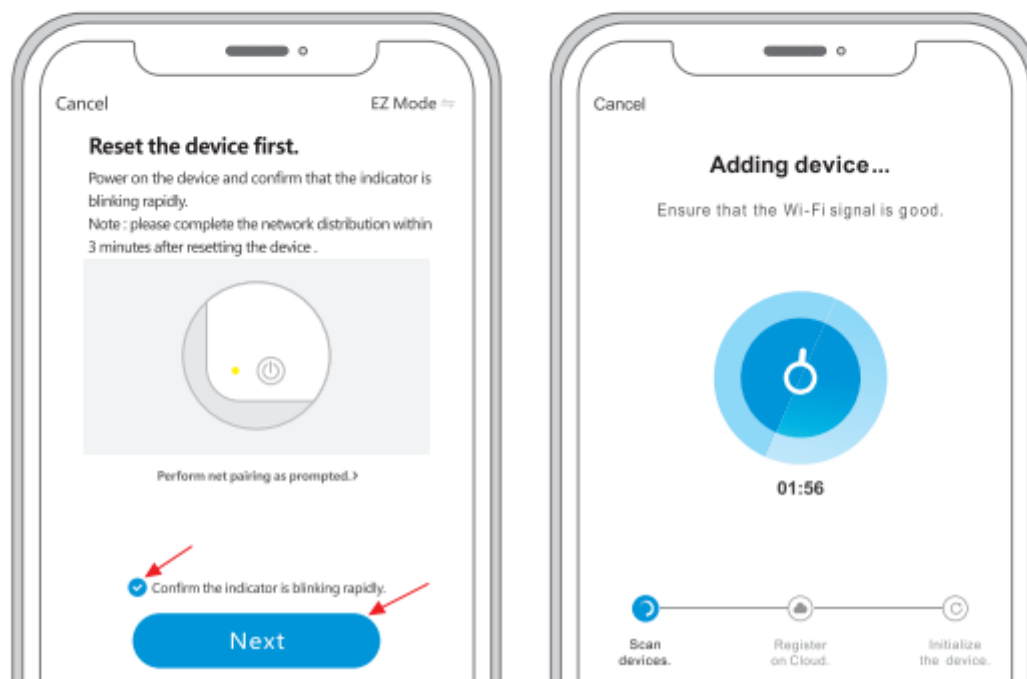 Cancel
EZ Mode
Reset the device first.
Power on the device and confirm that the indicator is
blinking rapidly.
Note : please complete the network distribution within
3 minutes after resetting the device .
Perform net pairing as prompted.>
Confirm the indicator is blinking rapidly.
Next
Cancel
Adding device...
Ensure that the Wi-Fi signal is good.
01:56
Scan
devices.
Register
on Cloud.
Initialize
the device.